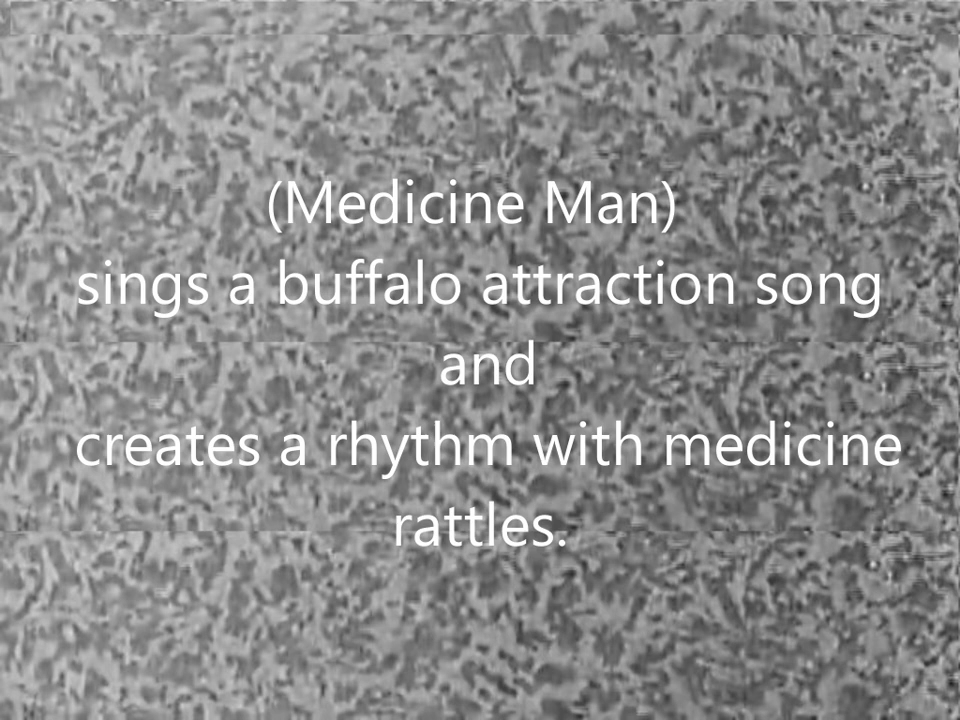 (Medicine Man)
sings a buffalo attraction song
and
creates a rhythm with medicine
rattles.